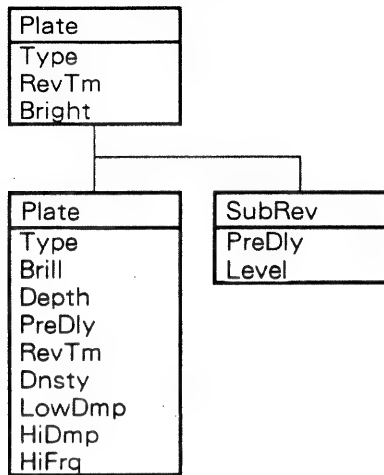 Plate
Type
RevTm
Bright
Plate
Type
Brill
Depth
PreDly
RevTm
Dnsty
LowDmp
HiDmp
HiFrq
SubRev
PreDly
Level